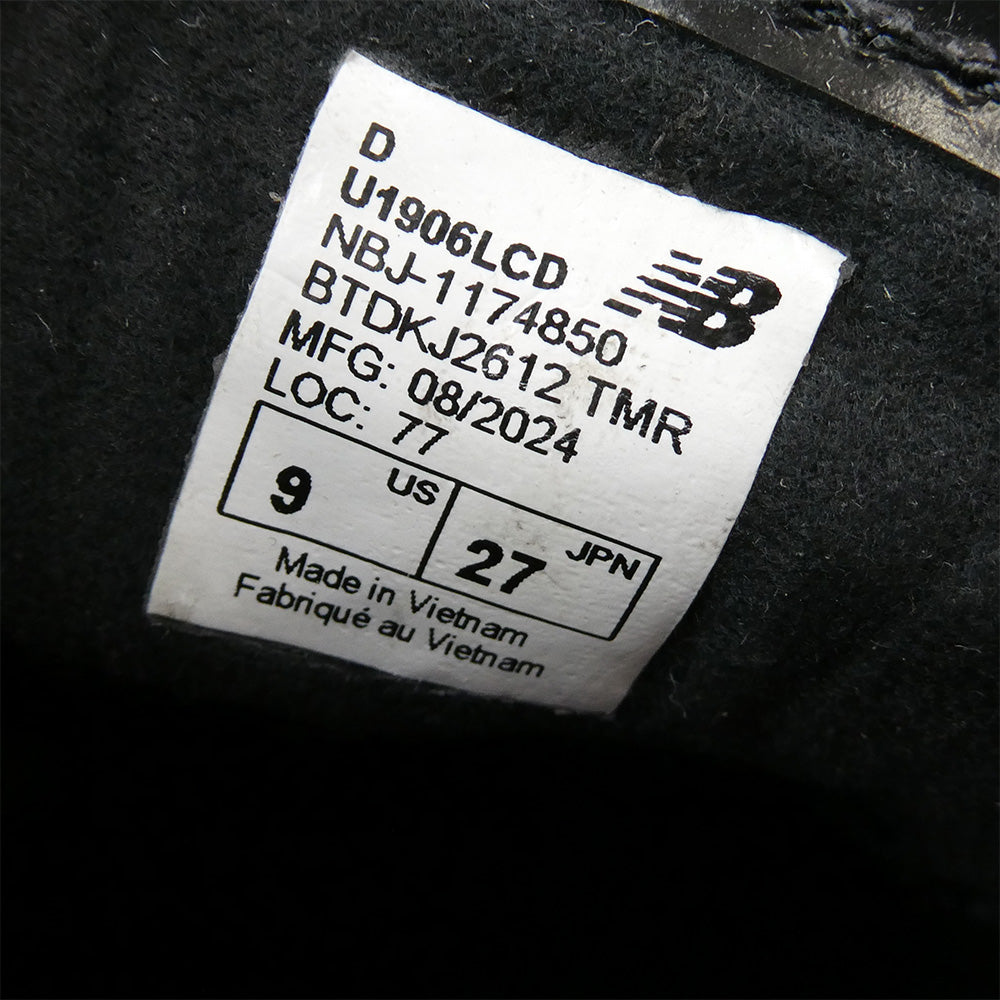 D
U1906LCD
NBJ-1174850
BTDKJ2612 TMR
MFG: 08/2024
LOC: 77
NB
9 US 27 JPN
Made in Vietnam
Fabriqué au Vietnam